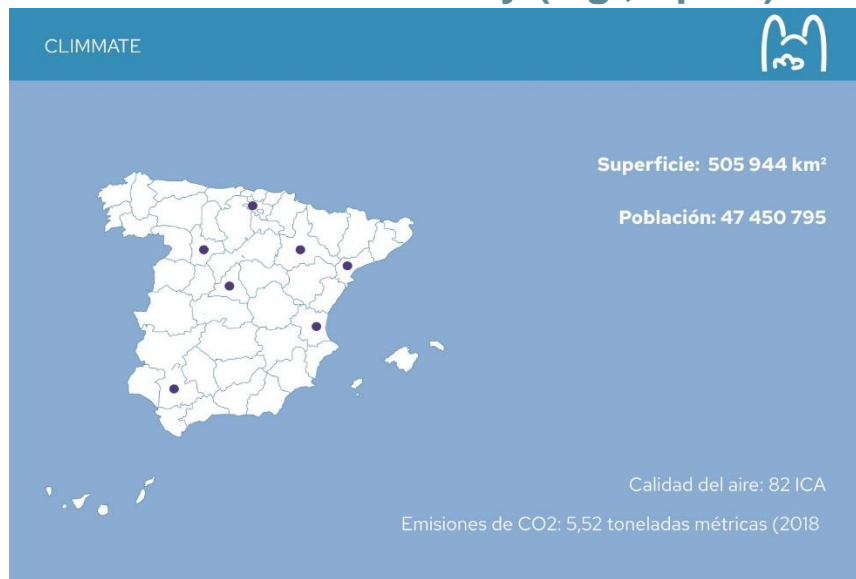 CLIMMATE
Superficie: 505 944 km²
Población: 47 450 795
Calidad del aire: 82 ICA
Emisiones de CO2: 5,52 toneladas métricas (2018